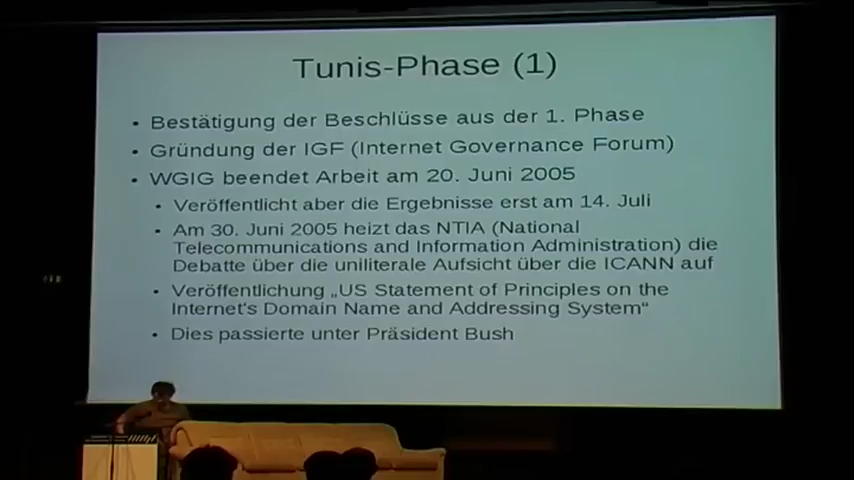 Tunis-Phase (1)
• Bestätigung der Beschlüsse aus der 1. Phase
• Gründung der IGF (Internet Governance Forum)
• WGIG beendet Arbeit am 20. Juni 2005
• Veröffentlicht aber die Ergebnisse erst am 14. Juli
• Am 30. Juni 2005 heizt das NTIA (National
Telecommunications and Information Administration) die
Debatte über die uniliterale Aufsicht über die ICANN auf
• Veröffentlichung „US Statement of Principles on the
Internet's Domain Name and Addressing System“
• Dies passierte unter Präsident Bush